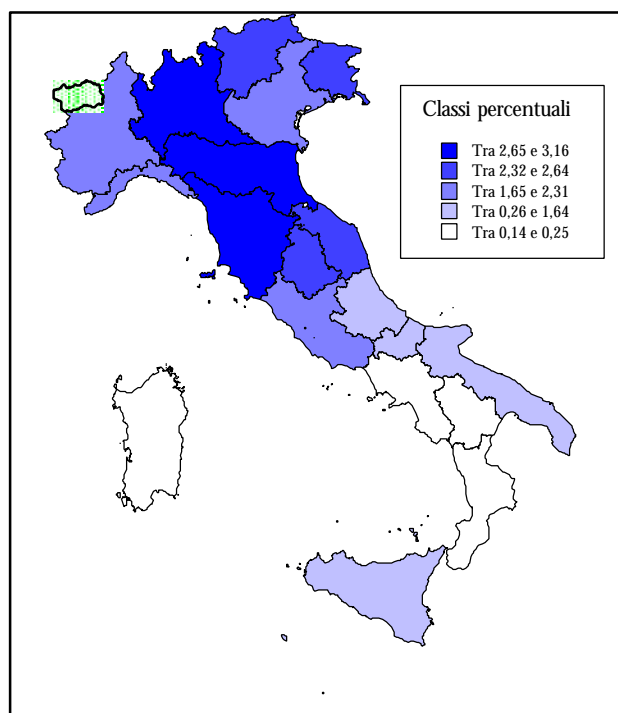 Classi percentuali
Tra 2,65 e 3,16
Tra 2,32 e 2,64
Tra 1,65 e 2,31
Tra 0,26 e 1,64
Tra 0,14 e 0,25